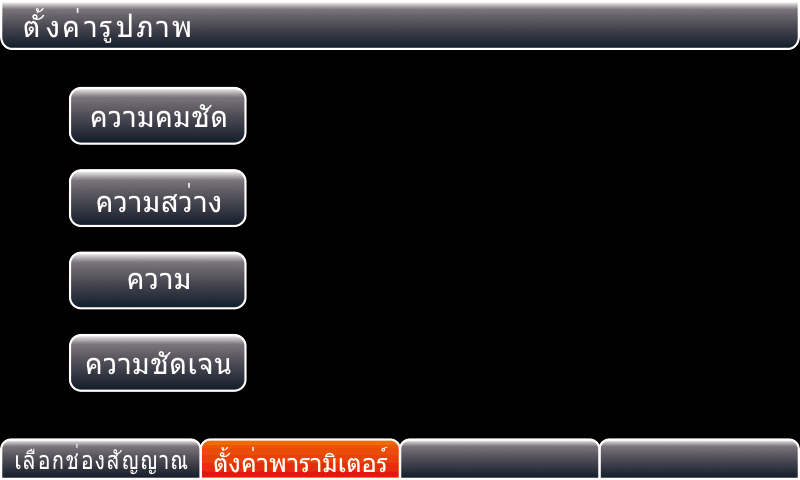 ตั้งค่ารูปภาพ
ความคมชัด
ความสว่าง
ความ
ความชัดเจน
เลือกช่องสัญญาณ
ตั้งค่าพารามิเตอร์